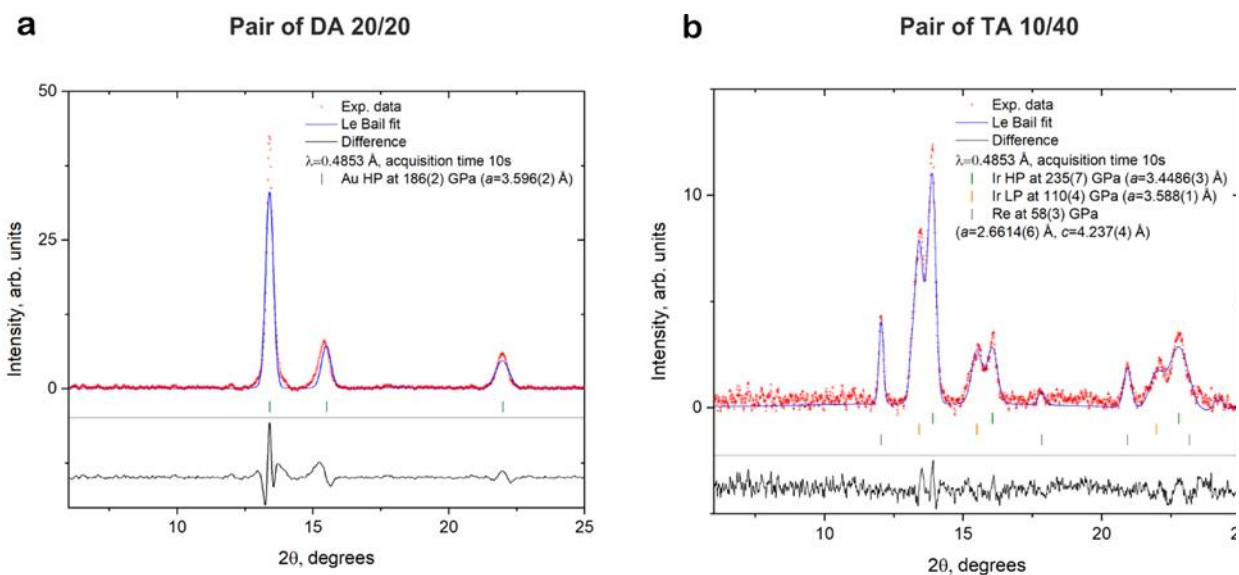 a
Pair of DA 20/20
50
25
0
Intensity, arb. units
Exp. data
Le Bail fit
Difference
λ=0.4853 Å, acquisition time 10s
Au HP at 186(2) GPa (a=3.596(2) Å)
10
15
20
25
2θ, degrees
b
Pair of TA 10/40
10
0
Intensity, arb. units
Exp. data
Le Bail fit
Difference
λ=0.4853 Å, acquisition time 10s
Ir HP at 235(7) GPa (a=3.4486(3) Å)
Ir LP at 110(4) GPa (a=3.588(1) Å)
Re at 58(3) GPa
(a=2.6614(6) Å, c=4.237(4) Å)
10
15
20
2
2θ, degrees